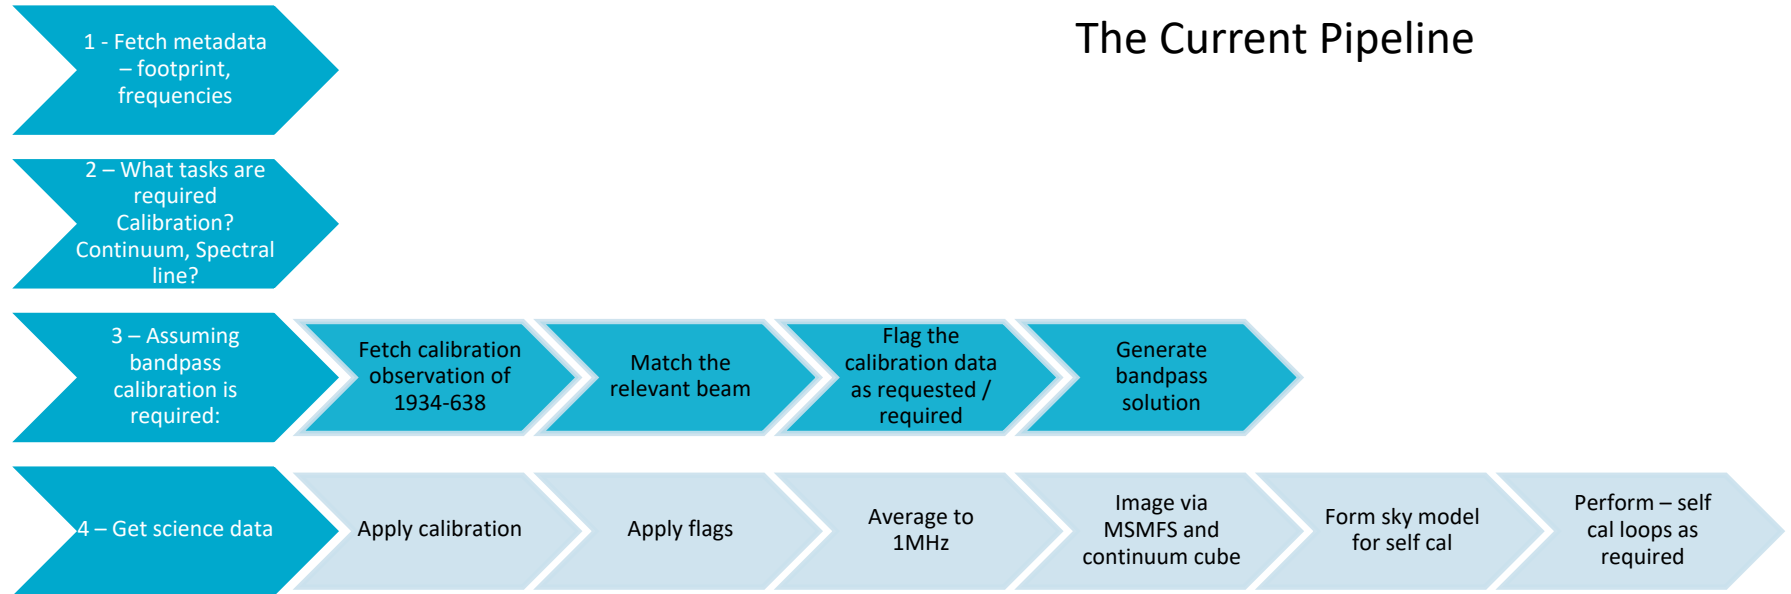 The Current Pipeline
1 - Fetch metadata
– footprint,
frequencies
2 – What tasks are
required
Calibration?
Continuum, Spectral
line?
3 – Assuming
bandpass
calibration is
required:
Fetch calibration
observation of
1934-638
Match the
relevant beam
Flag the
calibration data
as requested /
required
Generate
bandpass
solution
4 – Get science data
Apply calibration
Apply flags
Average to
1MHz
Image via
MSMFS and
continuum cube
Form sky model
for self cal
Perform – self
cal loops as
required